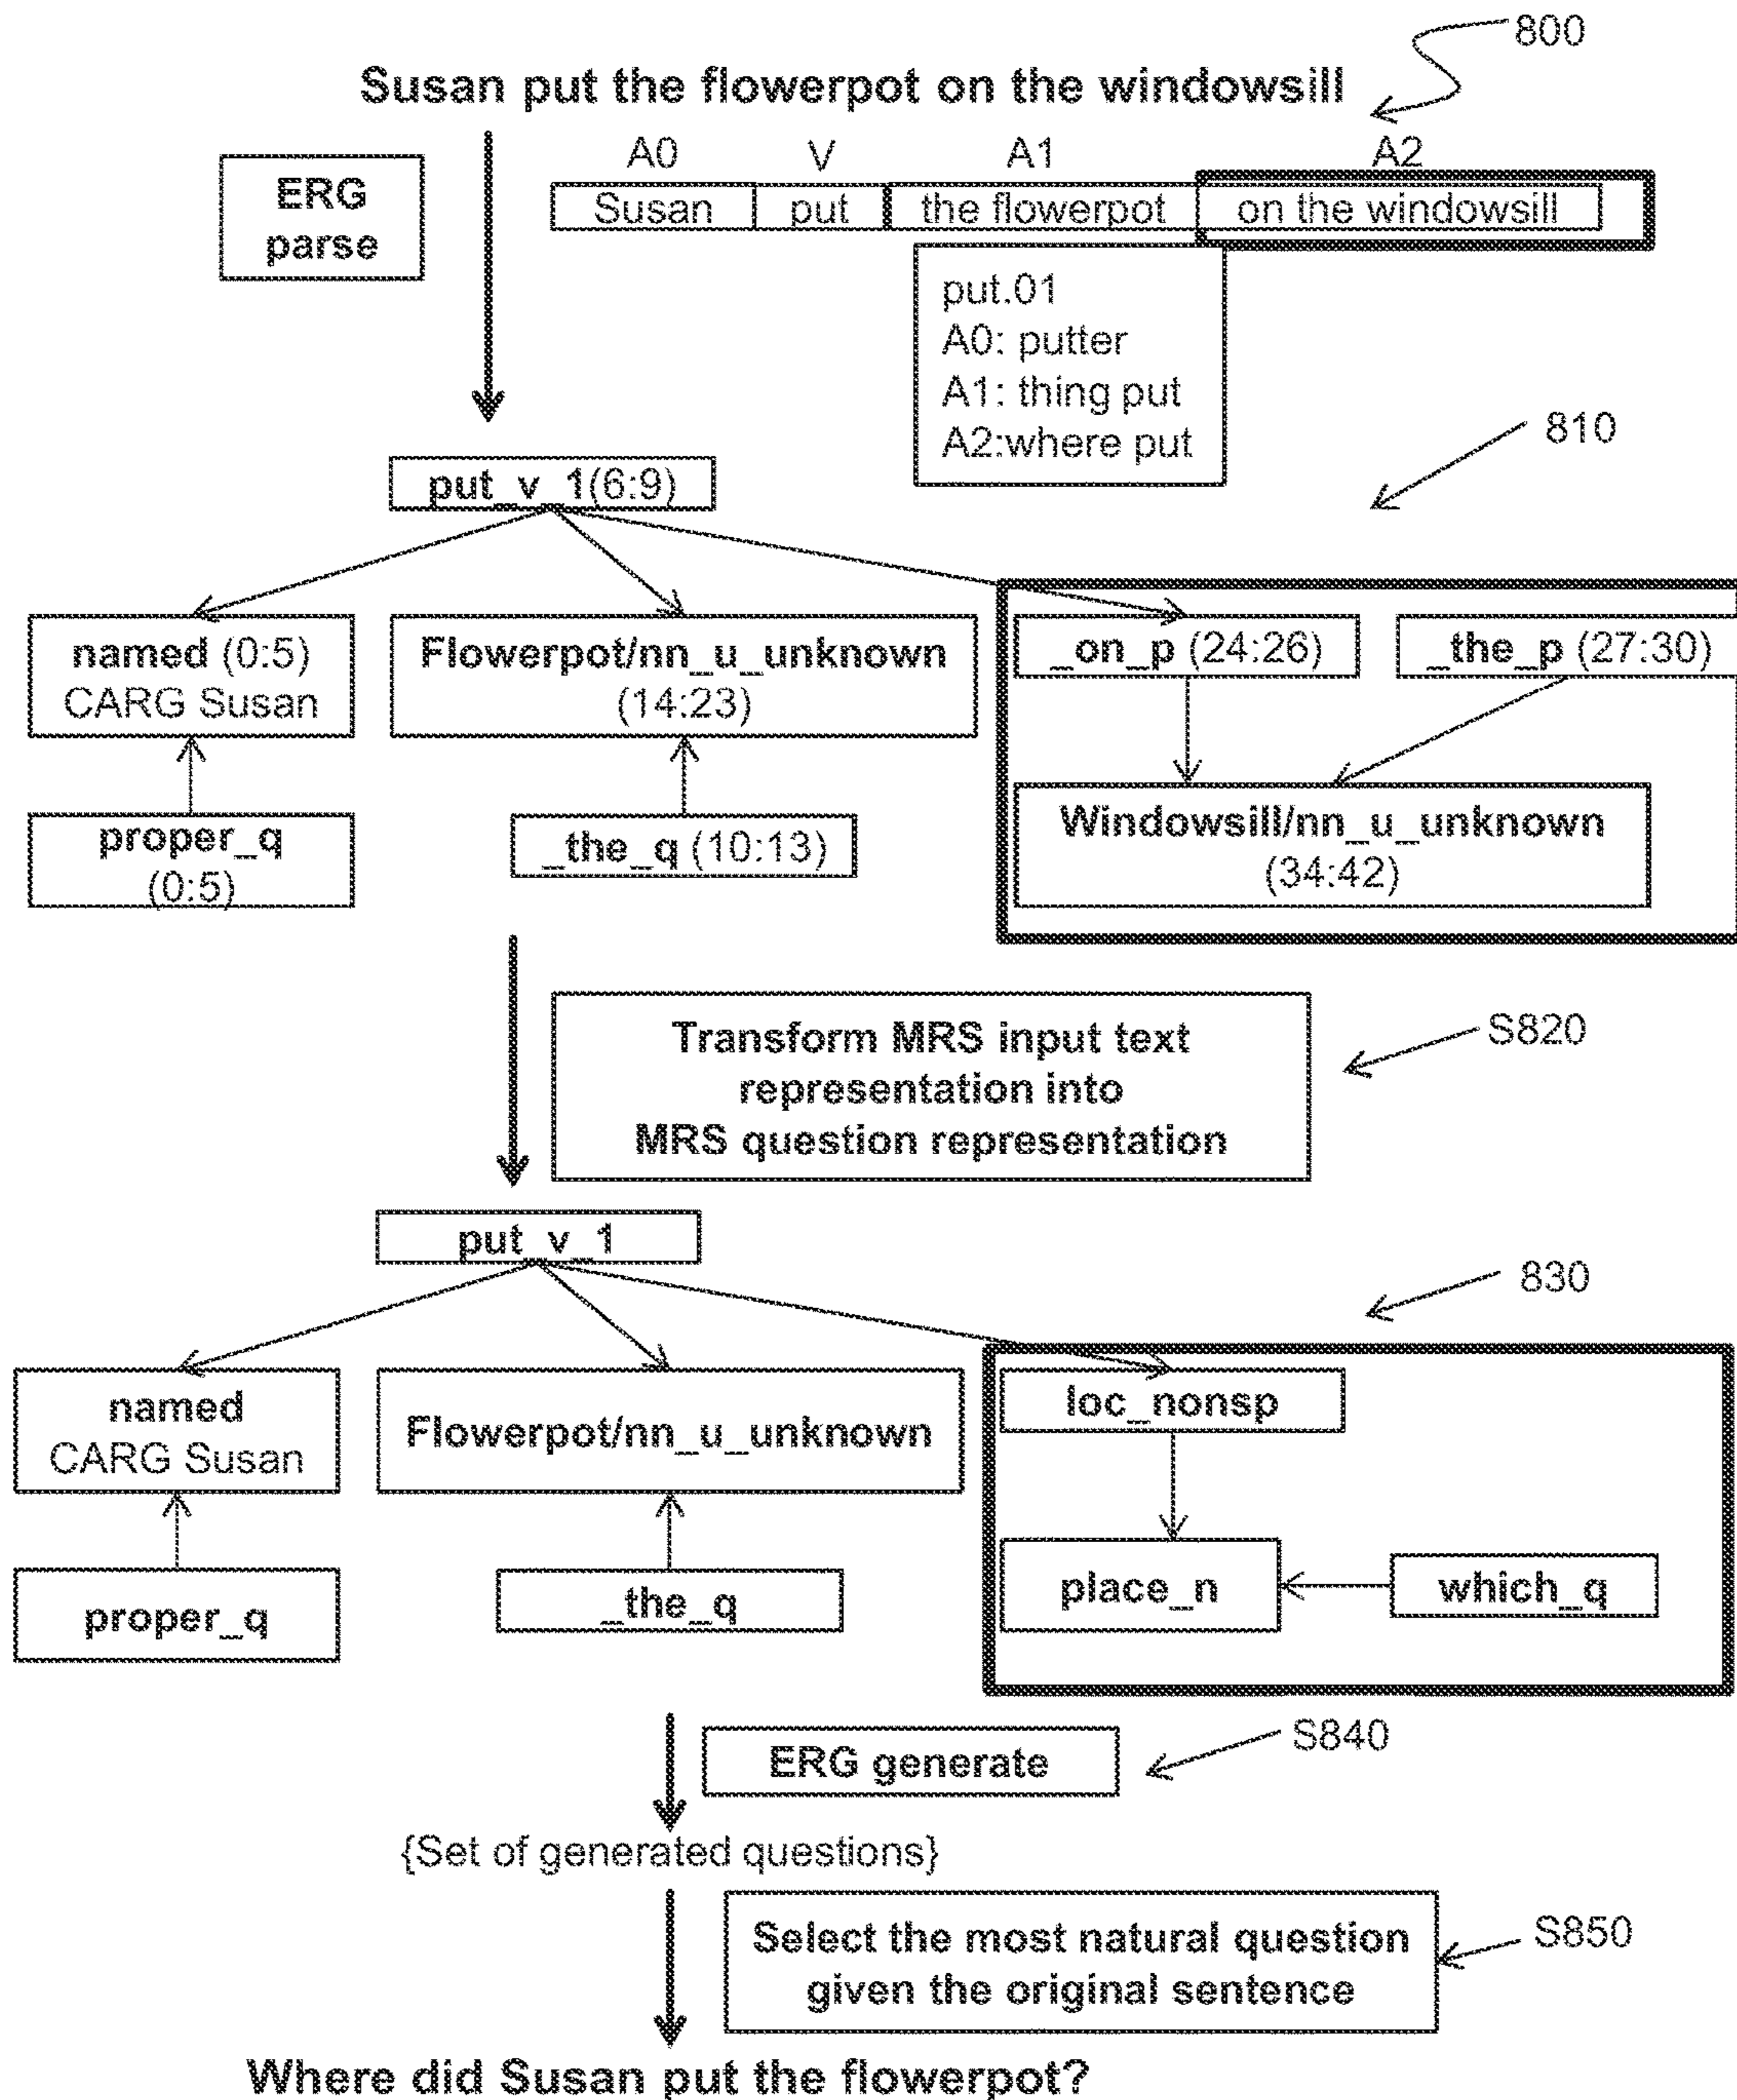 800
Susan put the flowerpot on the windowsill
A0 V A1 A2
ERG
parse
Susan put the flowerpot on the windowsill
put.01
A0: putter
A1: thing put
A2:where put
810
put_v_1(6:9)
named (0:5)
CARG Susan
Flowerpot/nn_u_unknown
(14:23)
_on_p (24:26)
_the_p (27:30)
proper_q
(0:5)
_the_q (10:13)
Windowsill/nn_u_unknown
(34:42)
Transform MRS input text
representation into
MRS question representation
S820
put_v_1
830
named
CARG Susan
Flowerpot/nn_u_unknown
loc_nonsp
proper_q
_the_q
place_n
which_q
ERG generate
S840
{Set of generated questions}
Select the most natural question
given the original sentence
S850
Where did Susan put the flowerpot?